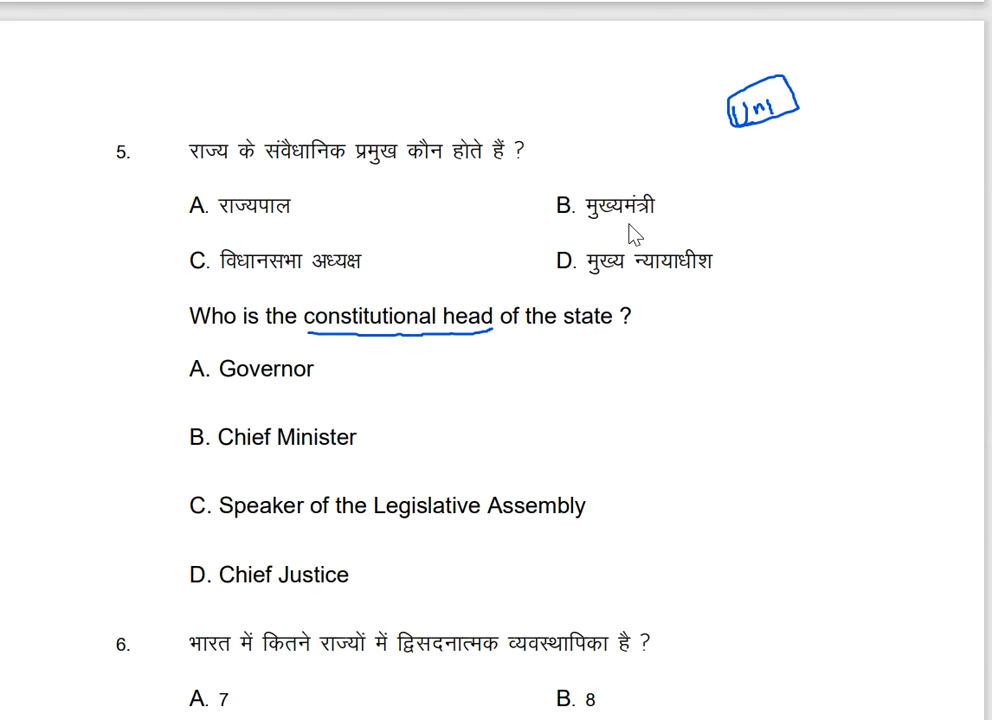 5. राज्य के संवैधानिक प्रमुख कौन होते हैं ?
A. राज्यपाल B. मुख्यमंत्री
C. विधानसभा अध्यक्ष D. मुख्य न्यायाधीश
Who is the constitutional head of the state ?
A. Governor
B. Chief Minister
C. Speaker of the Legislative Assembly
D. Chief Justice
6. भारत में कितने राज्यों में द्विसदनात्मक व्यवस्थापिका है ?
A. 7 B. 8